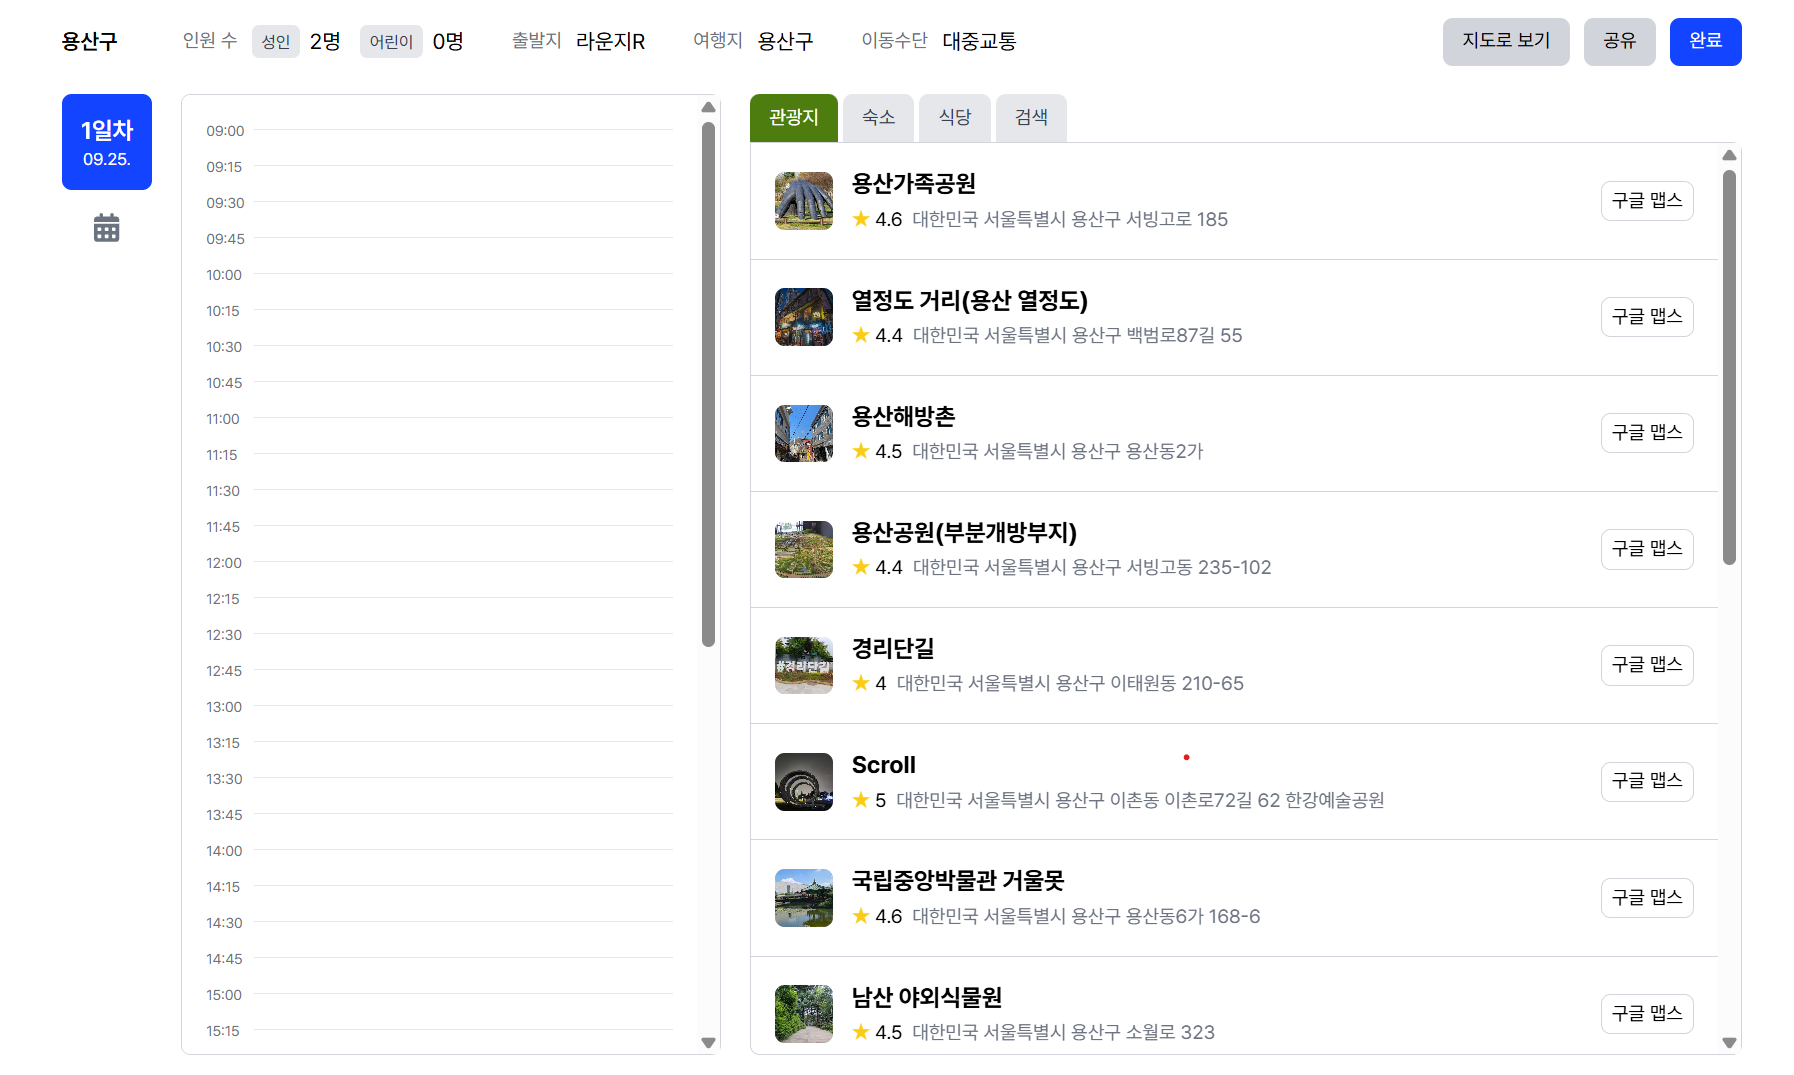 용산구 인원 수 성인 2명 어린이 0명 출발지 라운지R 여행지 용산구 이동수단 대중교통 지도로 보기 공유 완료
1일차
09.25.
09:00
09:15
09:30
09:45
10:00
10:15
10:30
10:45
11:00
11:15
11:30
11:45
12:00
12:15
12:30
12:45
13:00
13:15
13:30
13:45
14:00
14:15
14:30
14:45
15:00
15:15
관광지 숙소 식당 검색
용산가족공원
4.6 대한민국 서울특별시 용산구 서빙고로 185
구글 맵스
열정도 거리(용산 열정도)
4.4 대한민국 서울특별시 용산구 백범로87길 55
구글 맵스
용산해방촌
4.5 대한민국 서울특별시 용산구 용산동2가
구글 맵스
용산공원(부분개방부지)
4.4 대한민국 서울특별시 용산구 서빙고동 235-102
구글 맵스
#경리단길
경리단길
4 대한민국 서울특별시 용산구 이태원동 210-65
구글 맵스
Scroll
5 대한민국 서울특별시 용산구 이촌동 이촌로72길 62 한강예술공원
구글 맵스
국립중앙박물관 거울못
4.6 대한민국 서울특별시 용산구 용산동6가 168-6
구글 맵스
남산 야외식물원
4.5 대한민국 서울특별시 용산구 소월로 323
구글 맵스